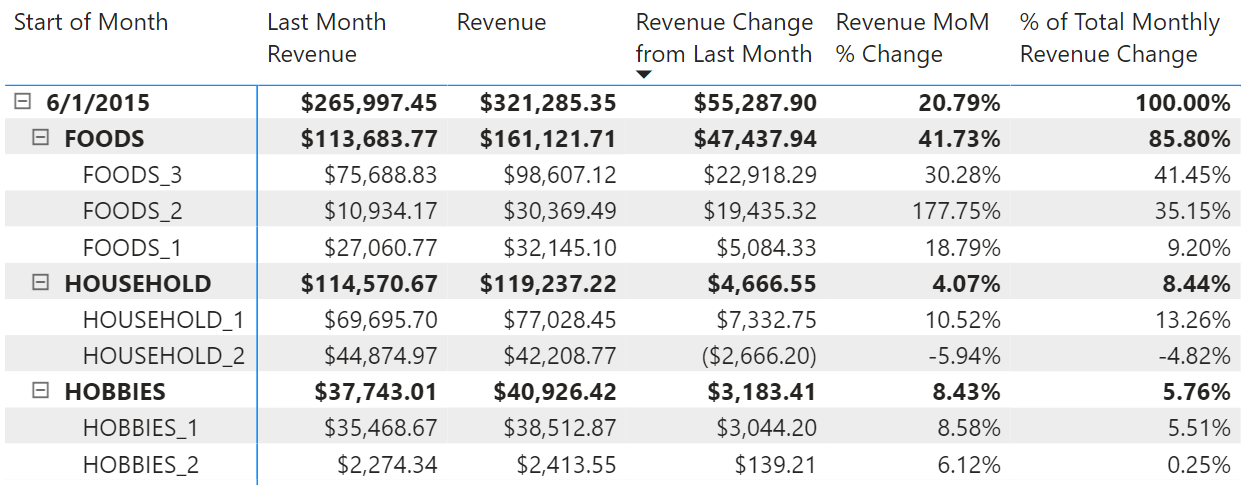 Start of Month Last Month Revenue Revenue Change Revenue MoM % of Total Monthly
Revenue from Last Month % Change Revenue Change
6/1/2015 $265,997.45 $321,285.35 $55,287.90 20.79% 100.00%
FOODS $113,683.77 $161,121.71 $47,437.94 41.73% 85.80%
FOODS_3 $75,688.83 $98,607.12 $22,918.29 30.28% 41.45%
FOODS_2 $10,934.17 $30,369.49 $19,435.32 177.75% 35.15%
FOODS_1 $27,060.77 $32,145.10 $5,084.33 18.79% 9.20%
HOUSEHOLD $114,570.67 $119,237.22 $4,666.55 4.07% 8.44%
HOUSEHOLD_1 $69,695.70 $77,028.45 $7,332.75 10.52% 13.26%
HOUSEHOLD_2 $44,874.97 $42,208.77 ($2,666.20) -5.94% -4.82%
HOBBIES $37,743.01 $40,926.42 $3,183.41 8.43% 5.76%
HOBBIES_1 $35,468.67 $38,512.87 $3,044.20 8.58% 5.51%
HOBBIES_2 $2,274.34 $2,413.55 $139.21 6.12% 0.25%